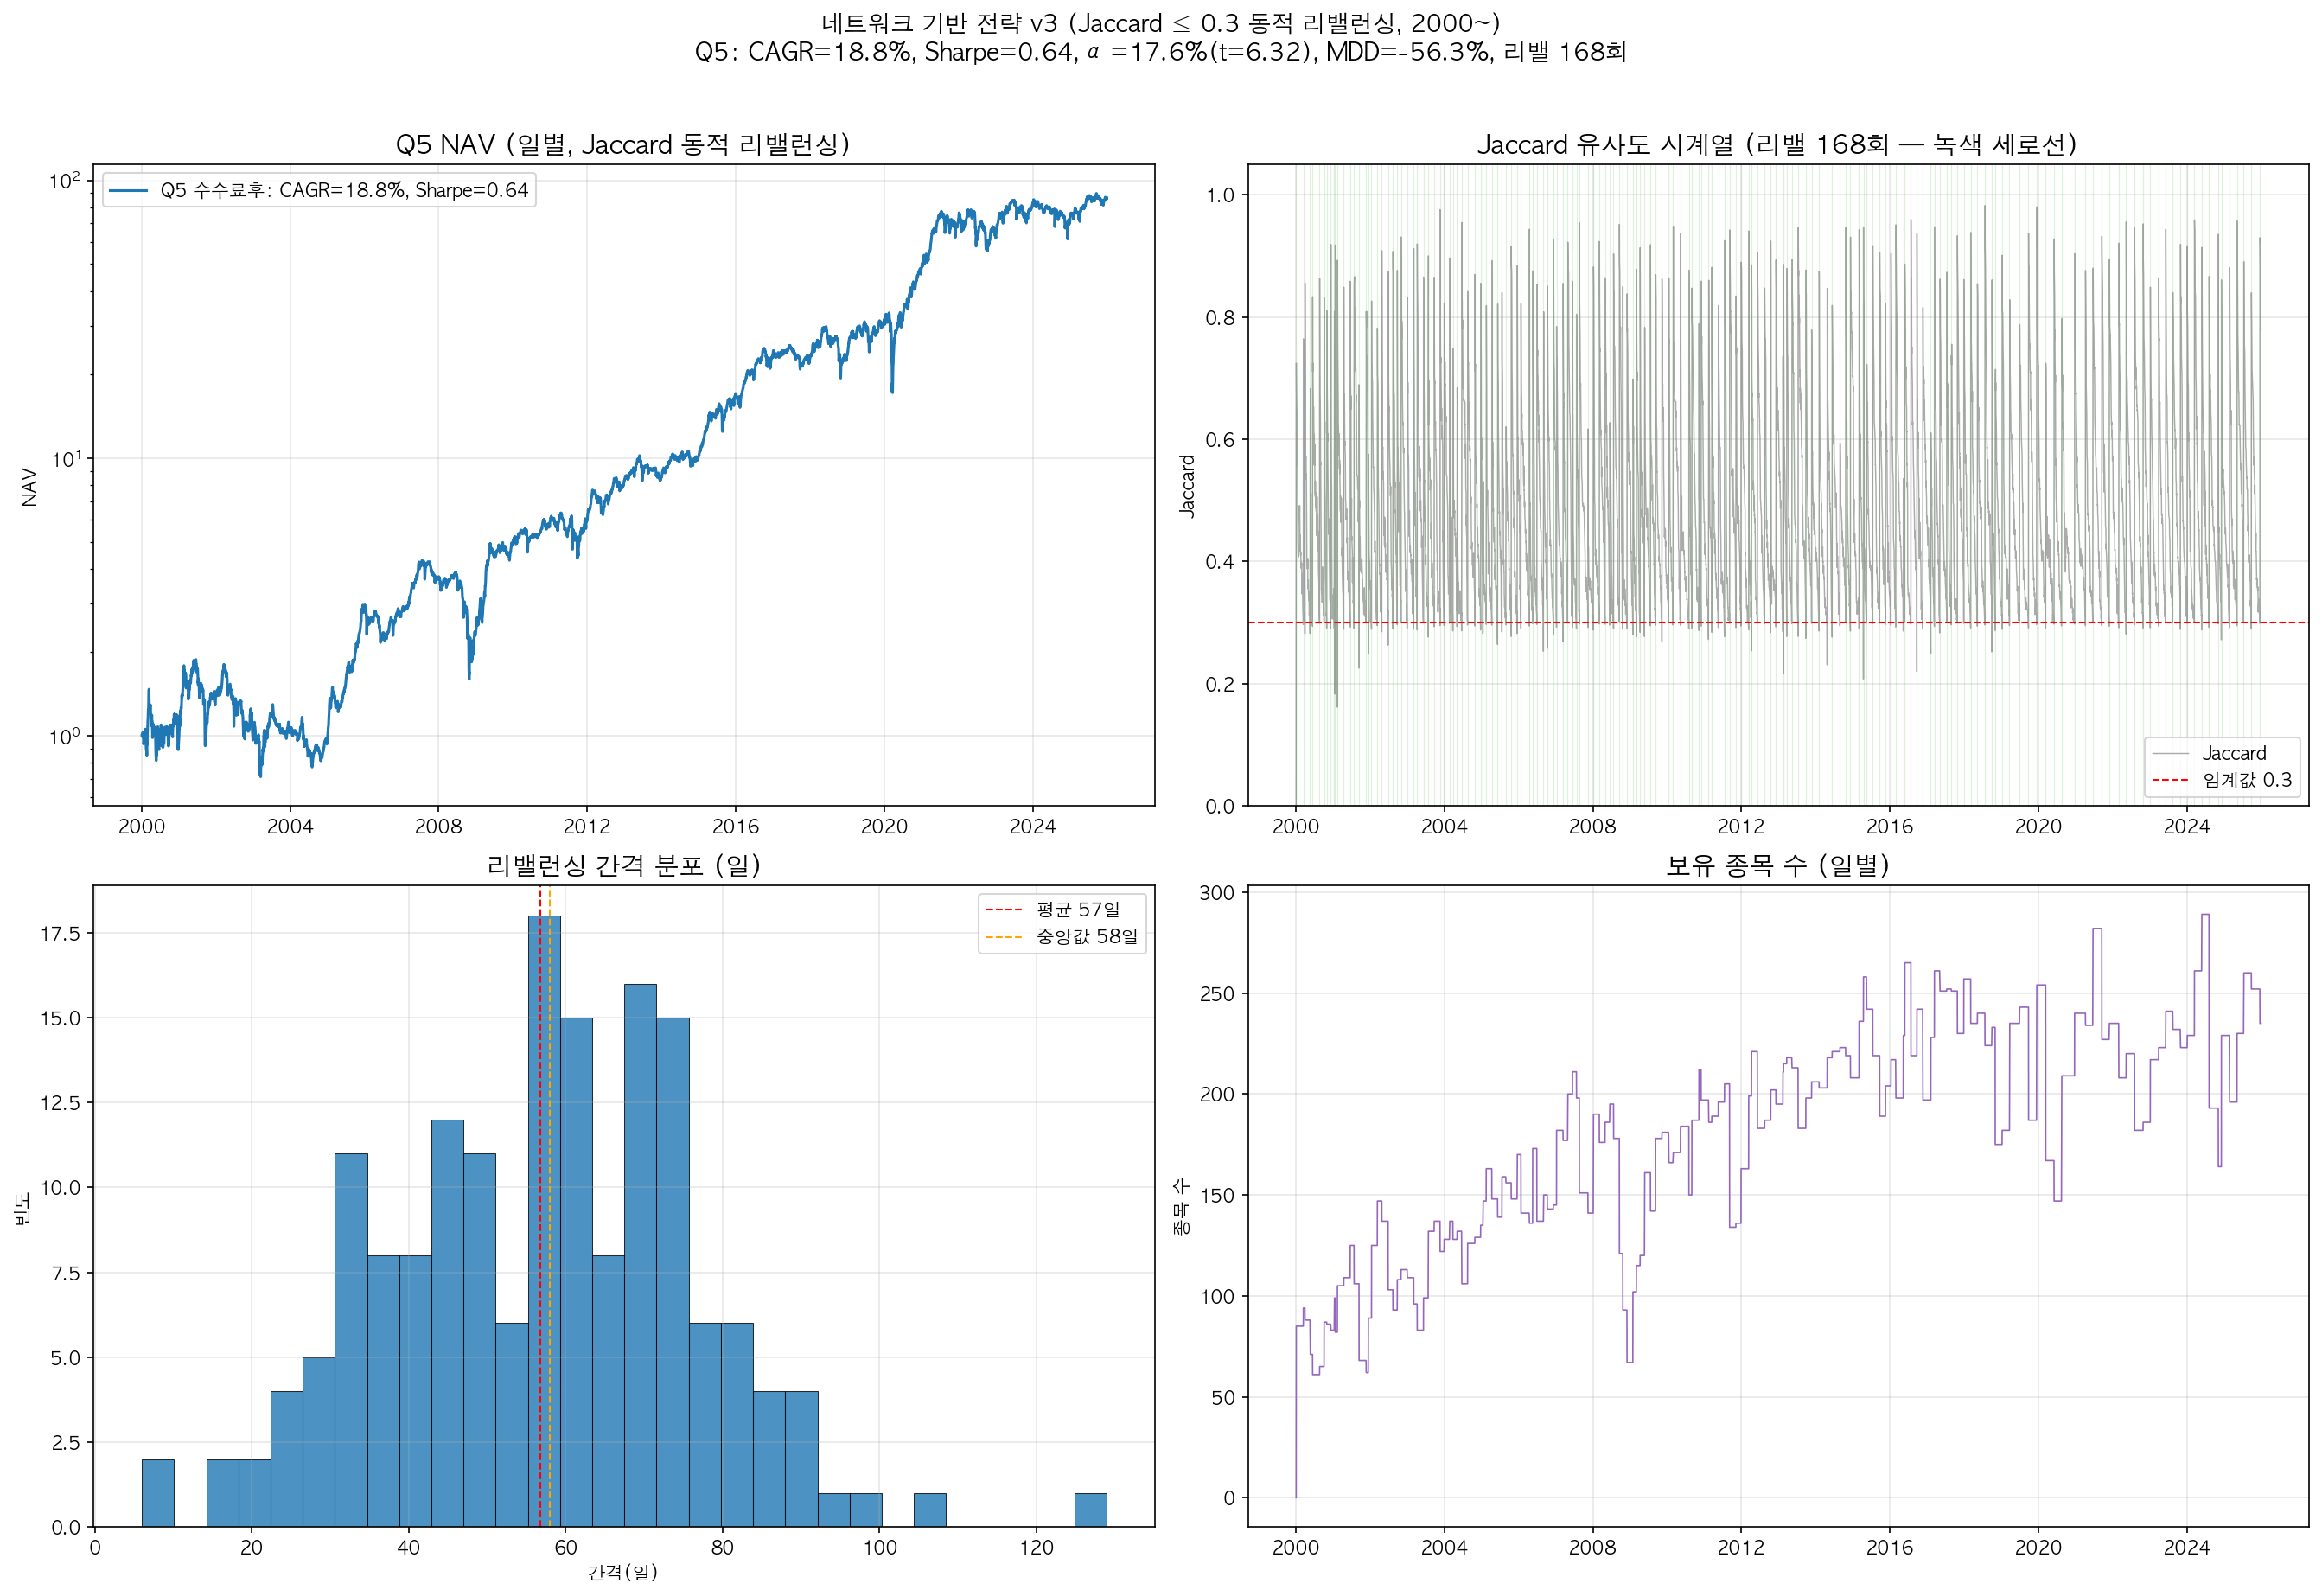 네트워크 기반 전략 v3 (Jaccard ≤ 0.3 동적 리밸런싱, 2000~)
Q5: CAGR=18.8%, Sharpe=0.64, α =17.6%(t=6.32), MDD=-56.3%, 리밸 168회
Q5 NAV (일별, Jaccard 동적 리밸런싱)
Q5 수수료후: CAGR=18.8%, Sharpe=0.64
NAV
10²
10¹
10⁰
2000 2004 2008 2012 2016 2020 2024
Jaccard 유사도 시계열 (리밸 168회 — 녹색 세로선)
Jaccard
1.0
0.8
0.6
0.4
0.2
0.0
Jaccard
임계값 0.3
2000 2004 2008 2012 2016 2020 2024
리밸런싱 간격 분포 (일)
평균 57일
중앙값 58일
빈도
17.5
15.0
12.5
10.0
7.5
5.0
2.5
0.0
0 20 40 60 80 100 120
간격(일)
보유 종목 수 (일별)
종목 수
300
250
200
150
100
50
0
2000 2004 2008 2012 2016 2020 2024